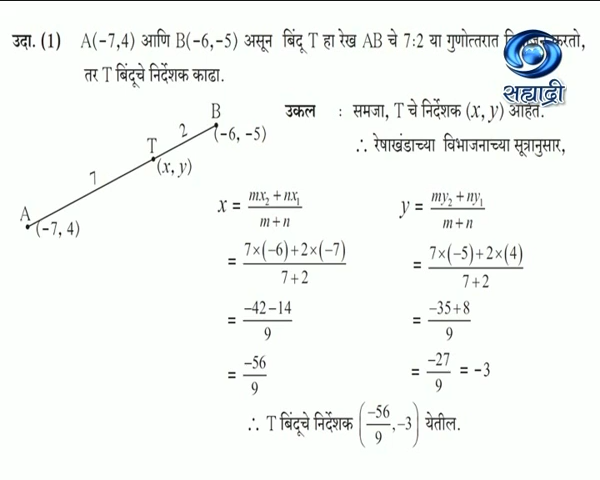 उदा. (1) A(-7,4) आणि B(-6,-5) असून बिंदू T हा रेख AB चे 7:2 या गुणोत्तरात करतो,
तर T बिंदूचे निर्देशक काढा.
सह्याद्री
उकल : समजा, T चे निर्देशक (x, y) आहेत.
∴ रेषाखंडाच्या विभाजनाच्या सूत्रानुसार,
B
2
(-6, -5)
T
(x, y)
7
A
(-7, 4)
x = mx₂+nx₁ / m+n
y = my₂+ny₁ / m+n
= 7×(-6)+2×(-7) / 7+2
= 7×(-5)+2×(4) / 7+2
= -42-14 / 9
= -35+8 / 9
= -56 / 9
= -27 / 9 = -3
∴ T बिंदूचे निर्देशक (-56/9, -3) येतील.